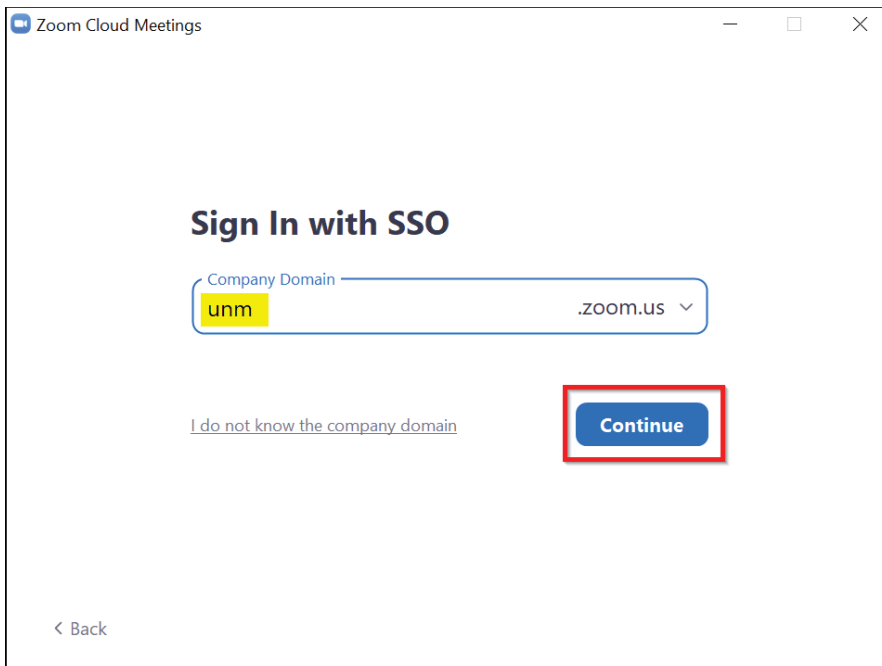 Zoom Cloud Meetings
Sign In with SSO
Company Domain
unm .zoom.us
I do not know the company domain Continue
Back